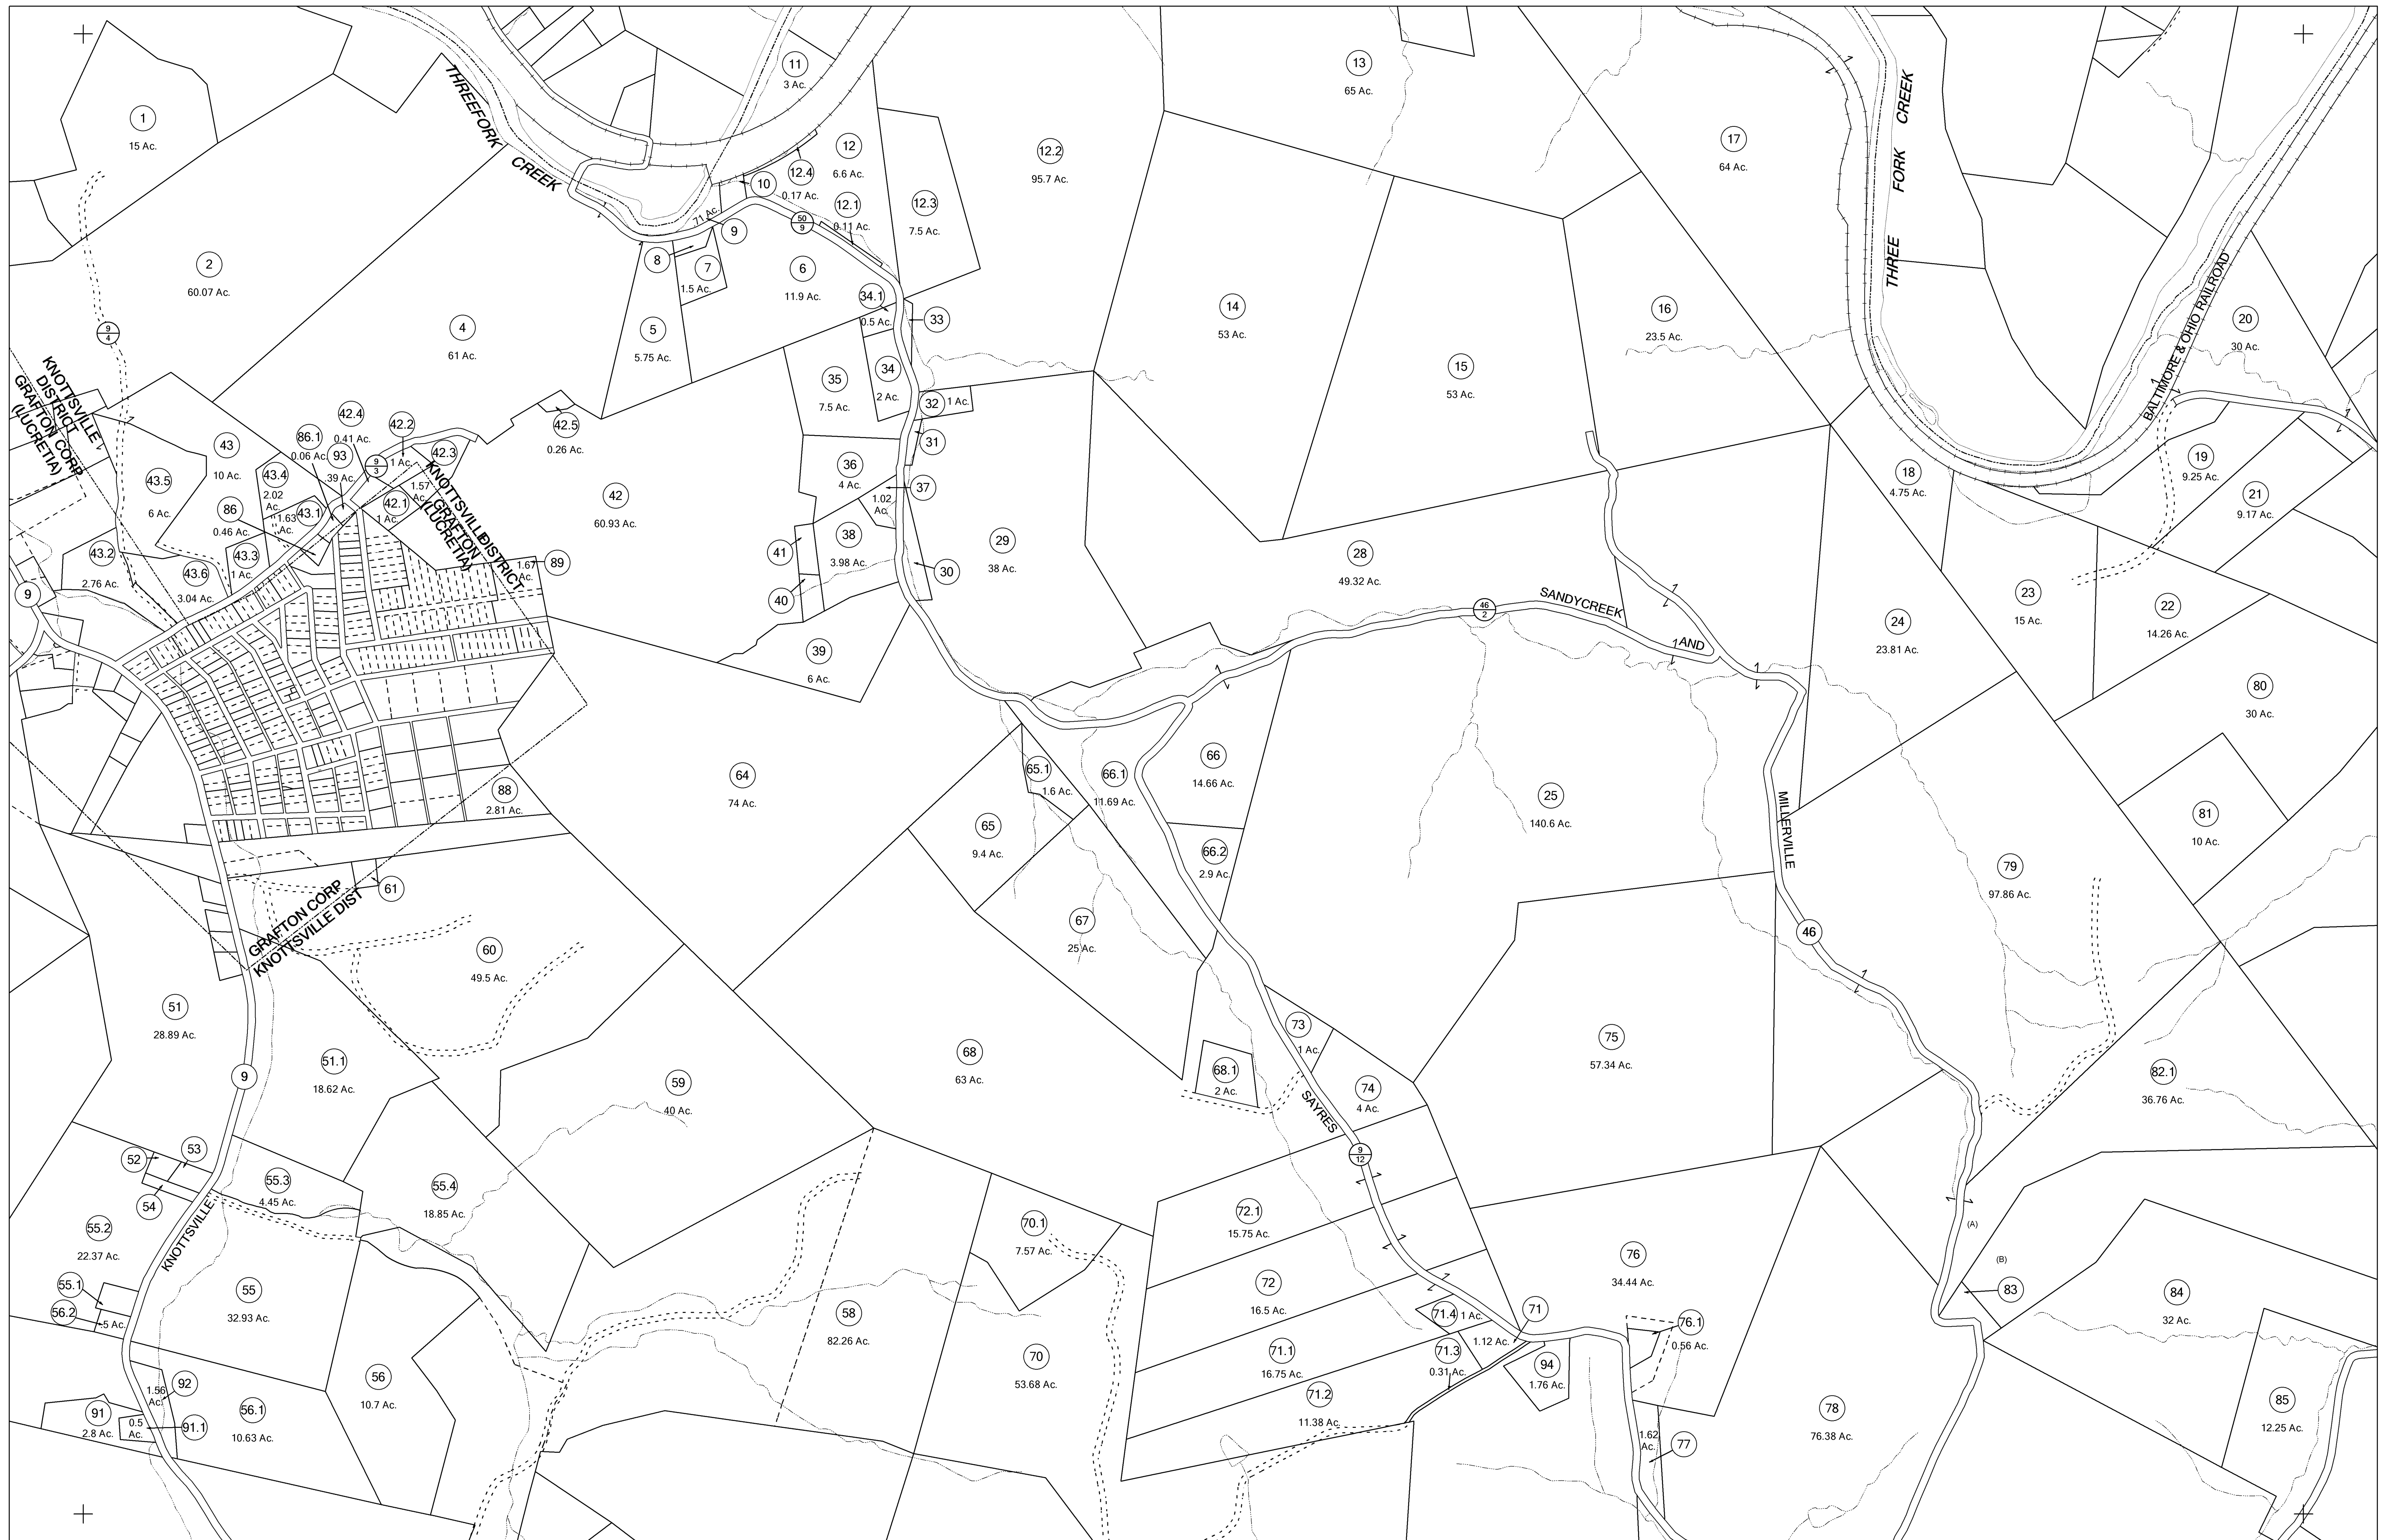 1
15 Ac.
2
60.07 Ac.
9
4
THREEFORK
CREEK
4
61 Ac.
5
5.75 Ac.
11
3 Ac.
12
6.6 Ac.
12.4
0.17 Ac.
10
12.1
0.11 Ac.
50
9
.71 Ac.
9
8
7
1.5 Ac.
6
11.9 Ac.
12.3
7.5 Ac.
12.2
95.7 Ac.
13
65 Ac.
14
53 Ac.
15
53 Ac.
16
23.5 Ac.
17
64 Ac.
THREE FORK CREEK
BALTIMORE & OHIO RAILROAD
20
30 Ac.
34.1
0.5 Ac.
33
34
2 Ac.
35
7.5 Ac.
32
1 Ac.
31
36
4 Ac.
37
1.02
Ac.
38
3.98 Ac.
41
40
30
39
6 Ac.
29
38 Ac.
28
49.32 Ac.
18
4.75 Ac.
19
9.25 Ac.
21
9.17 Ac.
22
14.26 Ac.
23
15 Ac.
24
23.81 Ac.
KNOTTSVILLE
DISTRICT
GRAFTON CORP
(LUCRETIA)
43.5
6 Ac.
43
10 Ac.
43.4
2.02
Ac.
86.1
0.06 Ac.
42.4
0.41 Ac.
93
.39 Ac.
9
3
42.2
1 Ac.
42.3
1.57
Ac.
42.1
1 Ac.
42.5
0.26 Ac.
42
60.93 Ac.
KNOTTSVILLE DISTRICT
GRAFTON
(LUCRETIA)
86
0.46 Ac.
43.1
1.63
Ac.
43.3
1 Ac.
43.2
2.76 Ac.
43.6
3.04 Ac.
9
89
1.67
Ac.
88
2.81 Ac.
61
GRAFTON CORP
KNOTTSVILLE DIST
60
49.5 Ac.
64
74 Ac.
65.1
1.6 Ac.
65
9.4 Ac.
66.1
11.69 Ac.
66
14.66 Ac.
66.2
2.9 Ac.
67
25 Ac.
46
2
SANDYCREEK
AND
MILLERVILLE
46
25
140.6 Ac.
80
30 Ac.
81
10 Ac.
79
97.86 Ac.
82.1
36.76 Ac.
75
57.34 Ac.
73
1 Ac.
74
4 Ac.
68.1
2 Ac.
68
63 Ac.
SAYRES
9
12
51
28.89 Ac.
9
51.1
18.62 Ac.
59
40 Ac.
52
53
54
55.3
4.45 Ac.
55.4
18.85 Ac.
55.2
22.37 Ac.
KNOTTSVILLE
55.1
56.2
.5 Ac.
55
32.93 Ac.
56
10.7 Ac.
56.1
10.63 Ac.
92
1.56
Ac.
91
2.8 Ac.
0.5
Ac.
91.1
58
82.26 Ac.
70.1
7.57 Ac.
70
53.68 Ac.
72.1
15.75 Ac.
72
16.5 Ac.
71.1
16.75 Ac.
71.2
11.38 Ac.
71.4
1 Ac.
71
1.12 Ac.
71.3
0.31 Ac.
94
1.76 Ac.
76
34.44 Ac.
76.1
0.56 Ac.
77
1.62
Ac.
78
76.38 Ac.
(A)
(B)
83
84
32 Ac.
85
12.25 Ac.